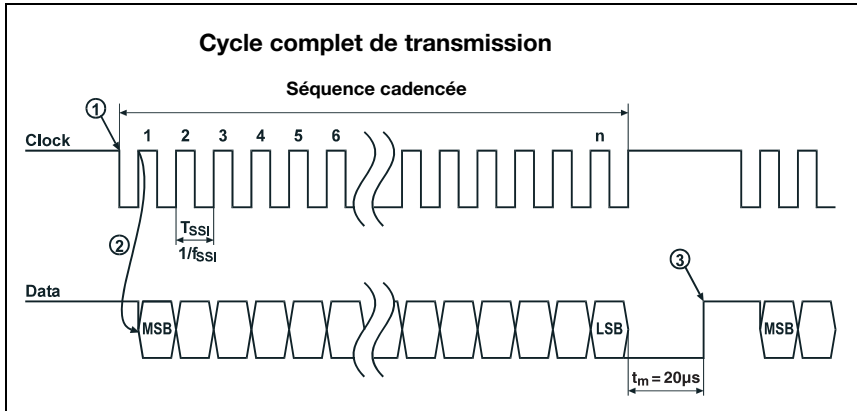 Cycle complet de transmission
Séquence cadencée
1
Clock
1 2 3 4 5 6 n
TSSI
1/fSSI
2
3
Data
MSB LSB MSB
tm = 20µs